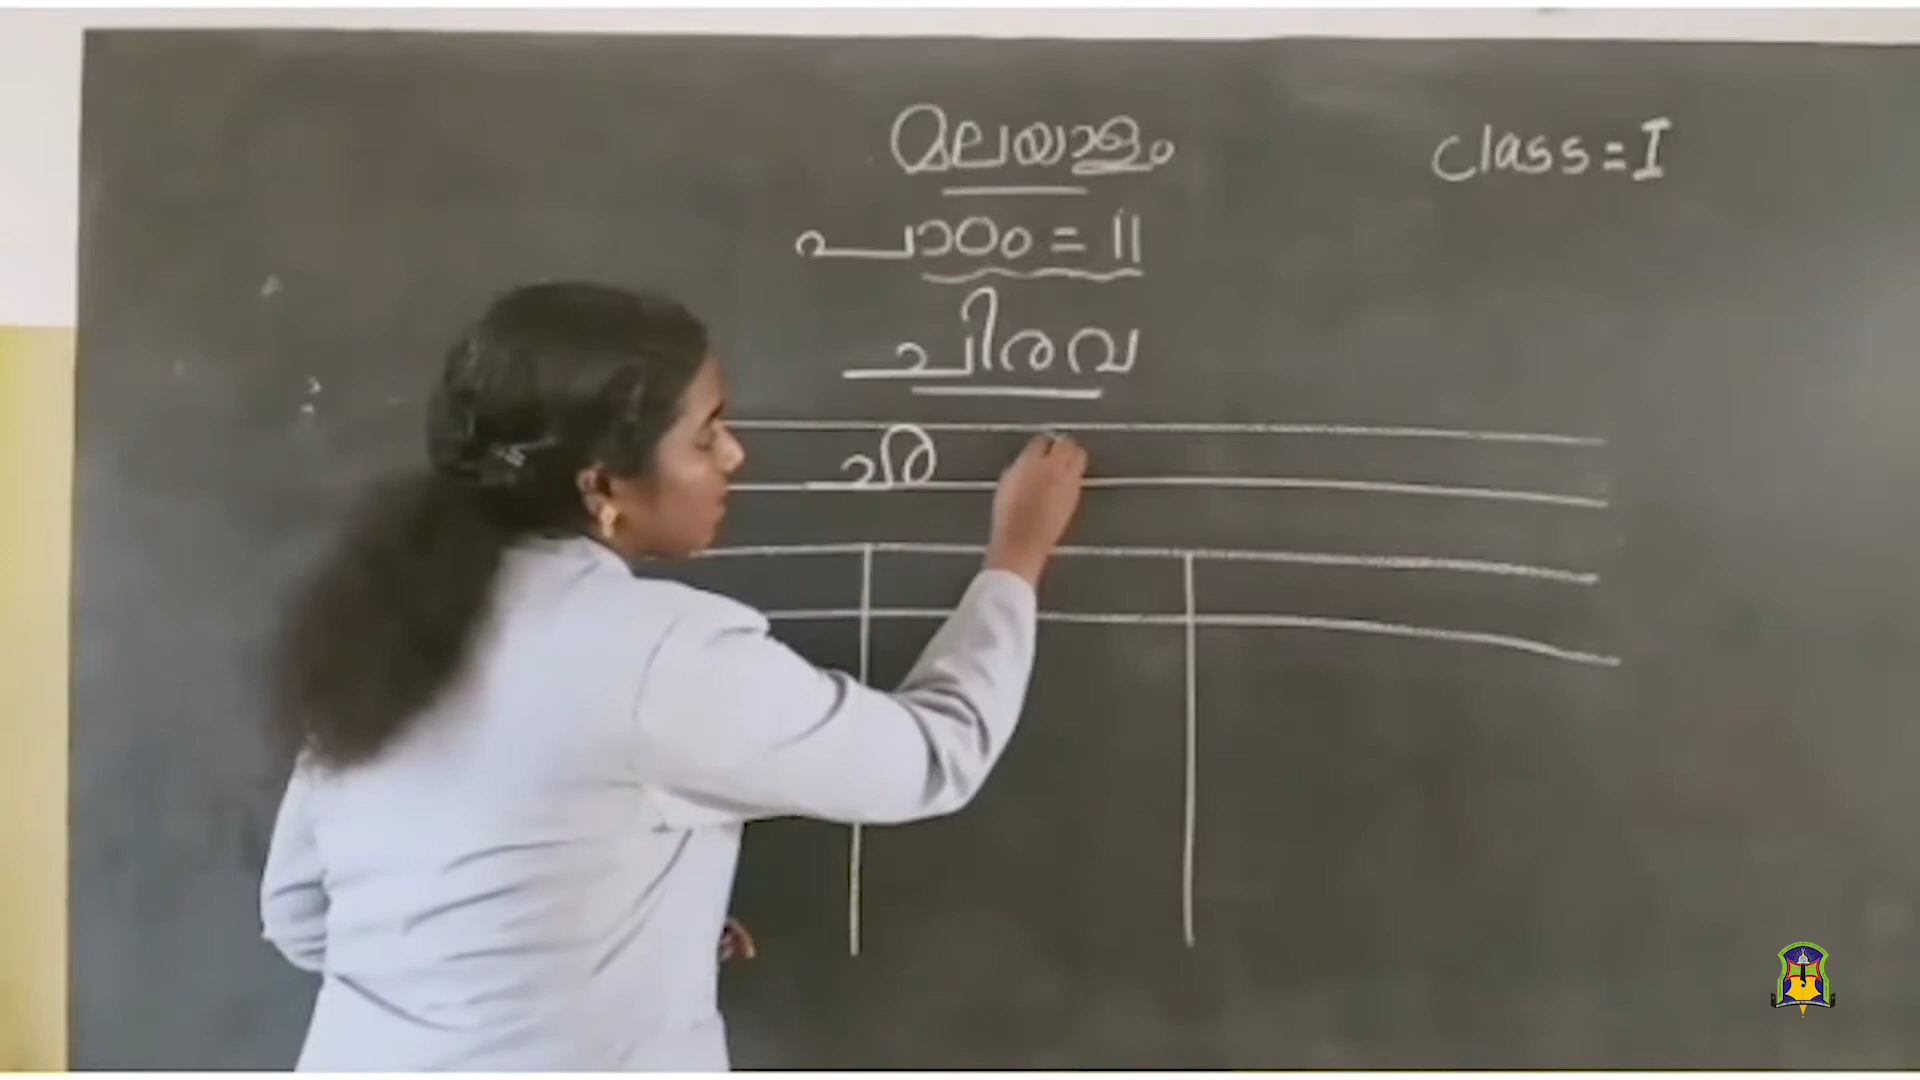 മലയാളം
class = I
പാഠം = 11
ചിരവ
ചി